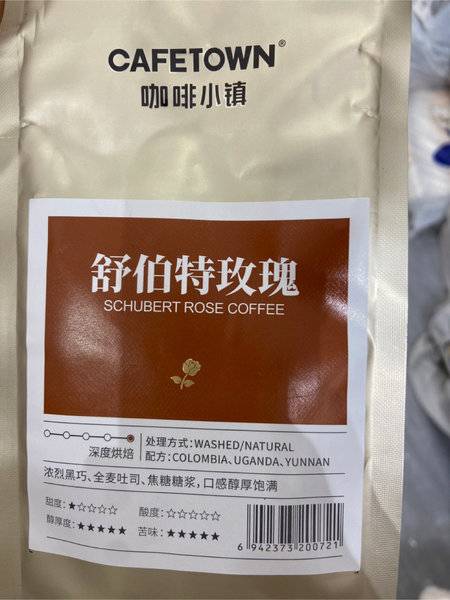 CAFETOWN®
咖啡小镇
舒伯特玫瑰
SCHUBERT ROSE COFFEE
深度烘焙
处理方式:WASHED/NATURAL
配方:COLOMBIA、UGANDA、YUNNAN
浓烈黑巧、全麦吐司、焦糖糖浆,口感醇厚饱满
甜度:★☆☆☆☆ 酸度:☆☆☆☆☆
醇厚度:★★★★★ 苦味:★★★★★
6 942373 200721